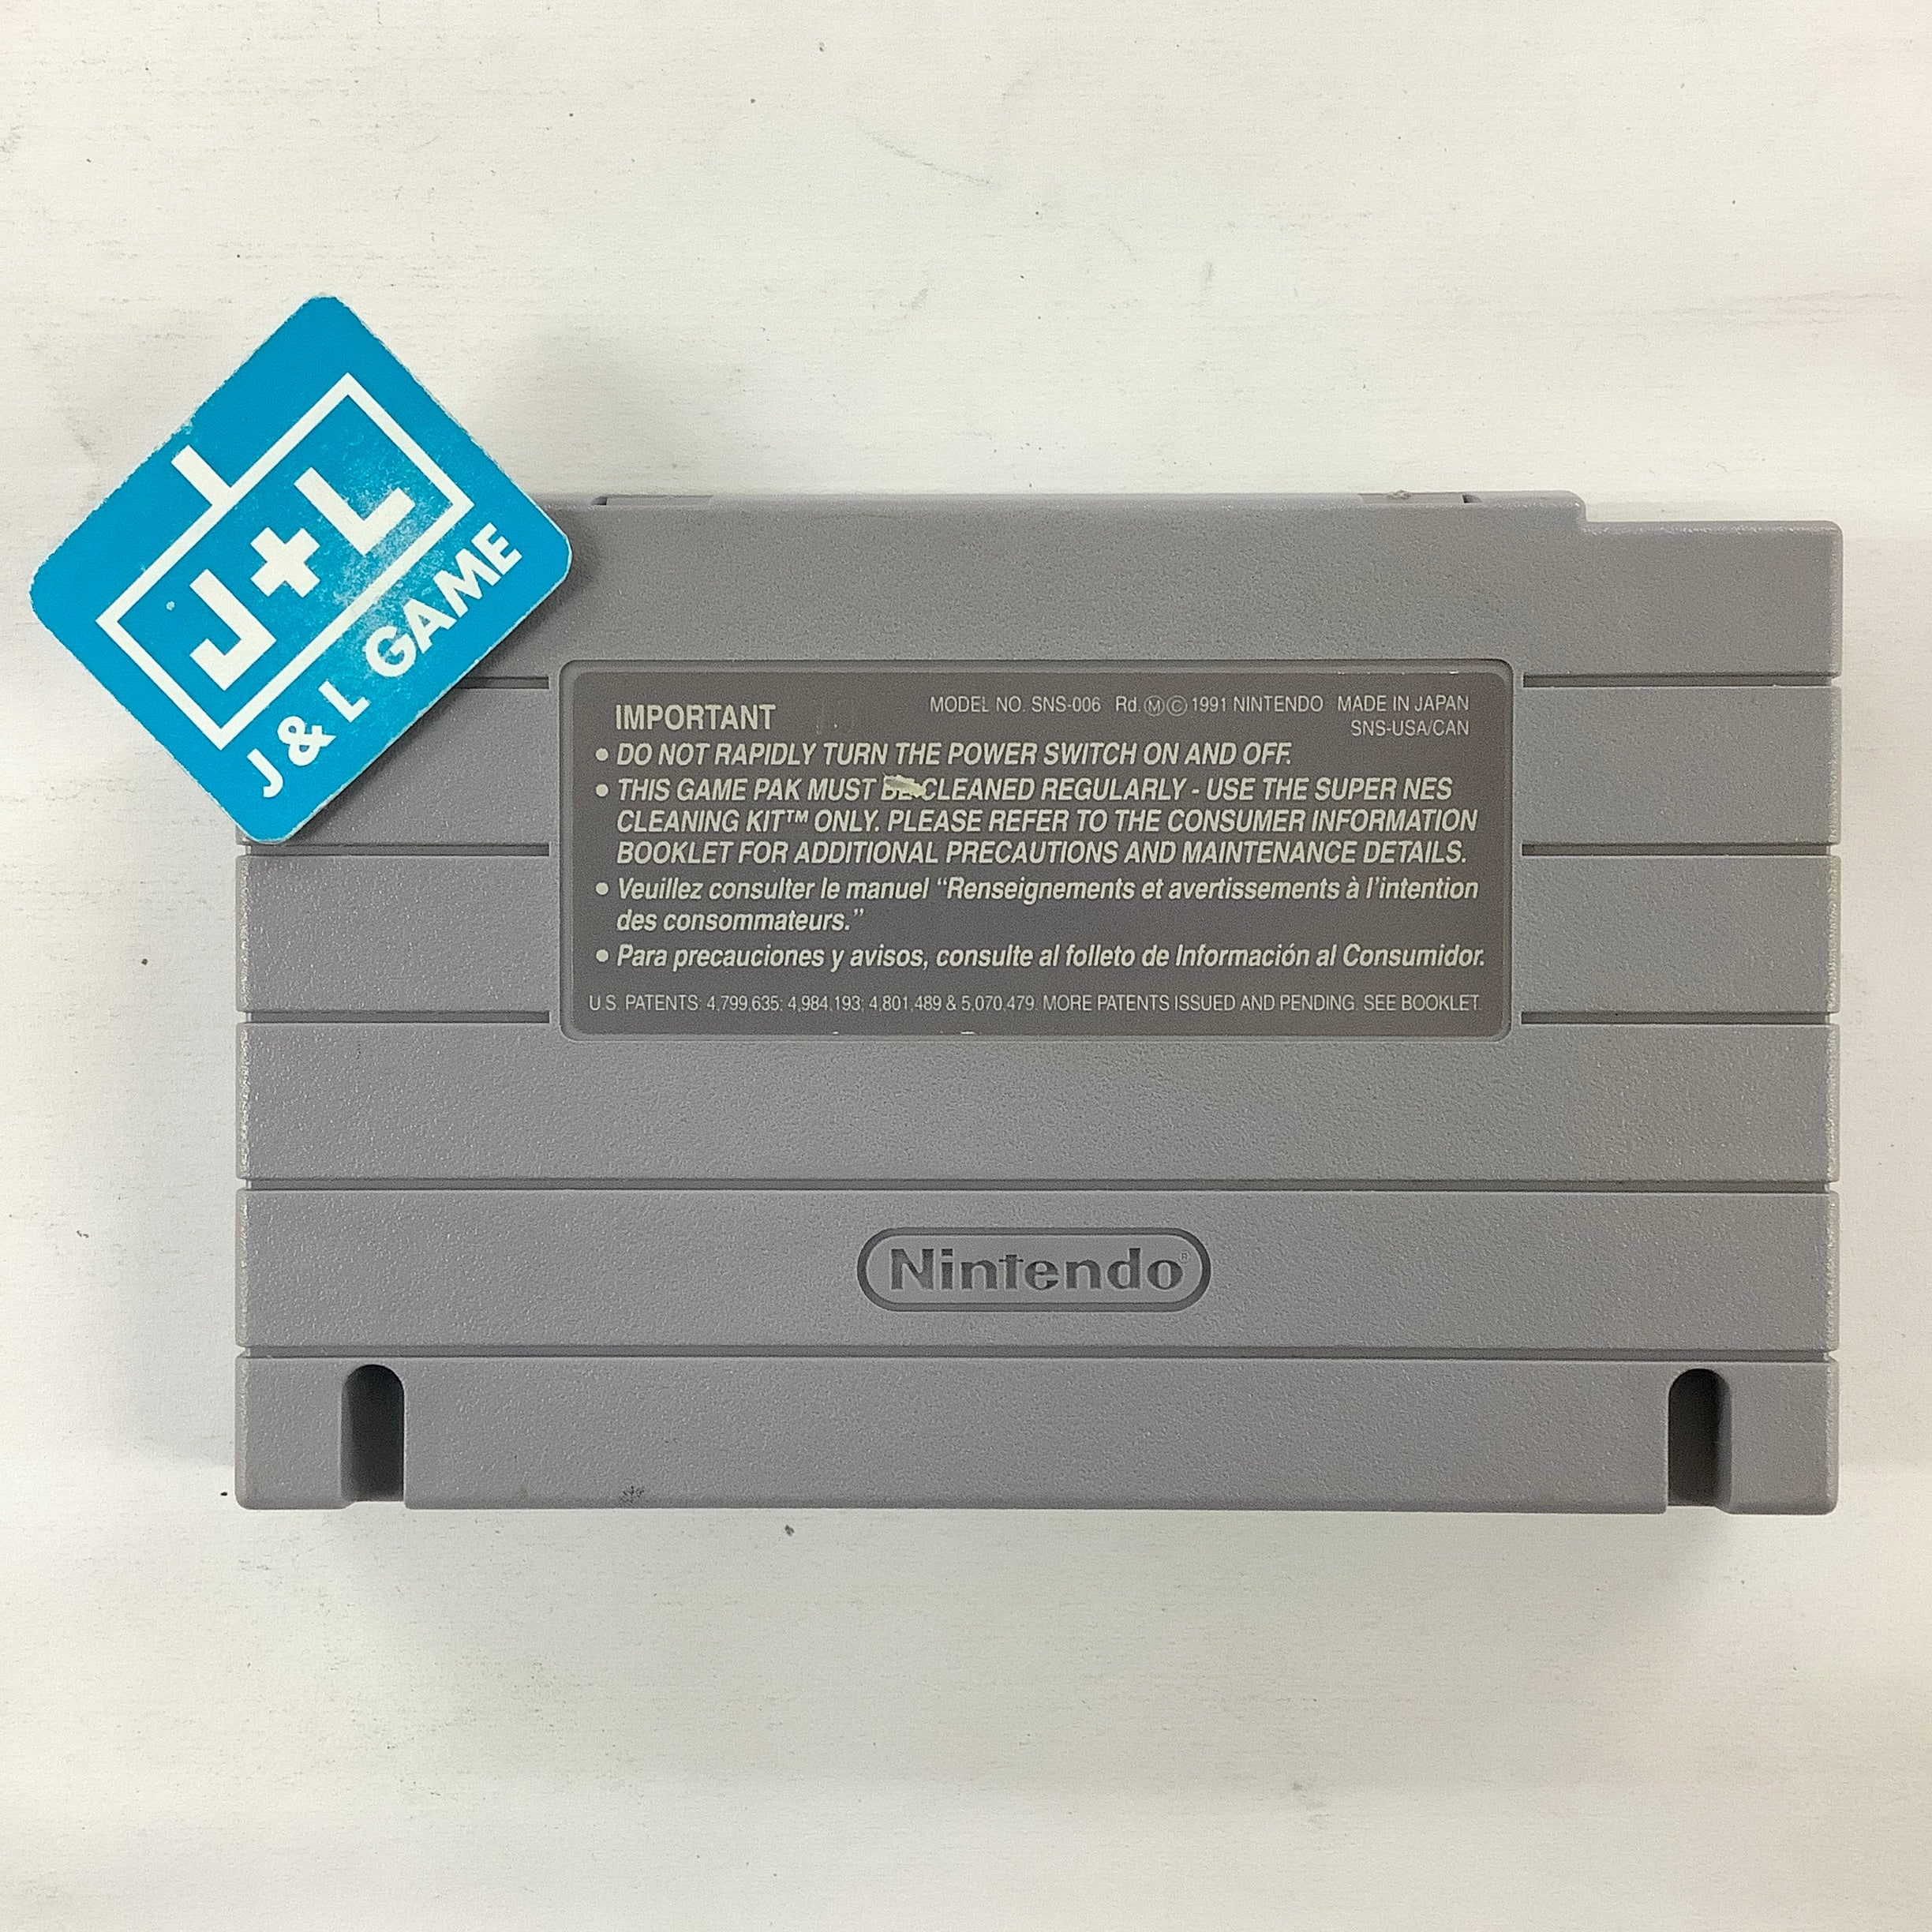 J+L
J & L GAME
IMPORTANT
MODEL NO. SNS-006 Rd.ⓂⒸ1991 NINTENDO MADE IN JAPAN
SNS-USA/CAN
• DO NOT RAPIDLY TURN THE POWER SWITCH ON AND OFF.
• THIS GAME PAK MUST BE CLEANED REGULARLY - USE THE SUPER NES
CLEANING KIT™ ONLY. PLEASE REFER TO THE CONSUMER INFORMATION
BOOKLET FOR ADDITIONAL PRECAUTIONS AND MAINTENANCE DETAILS.
• Veuillez consulter le manuel “Renseignements et avertissements à l’intention
des consommateurs.”
• Para precauciones y avisos, consulte al folleto de Información al Consumidor.
U.S. PATENTS: 4,799,635; 4,984,193; 4,801,489 & 5,070,479. MORE PATENTS ISSUED AND PENDING. SEE BOOKLET.
Nintendo®